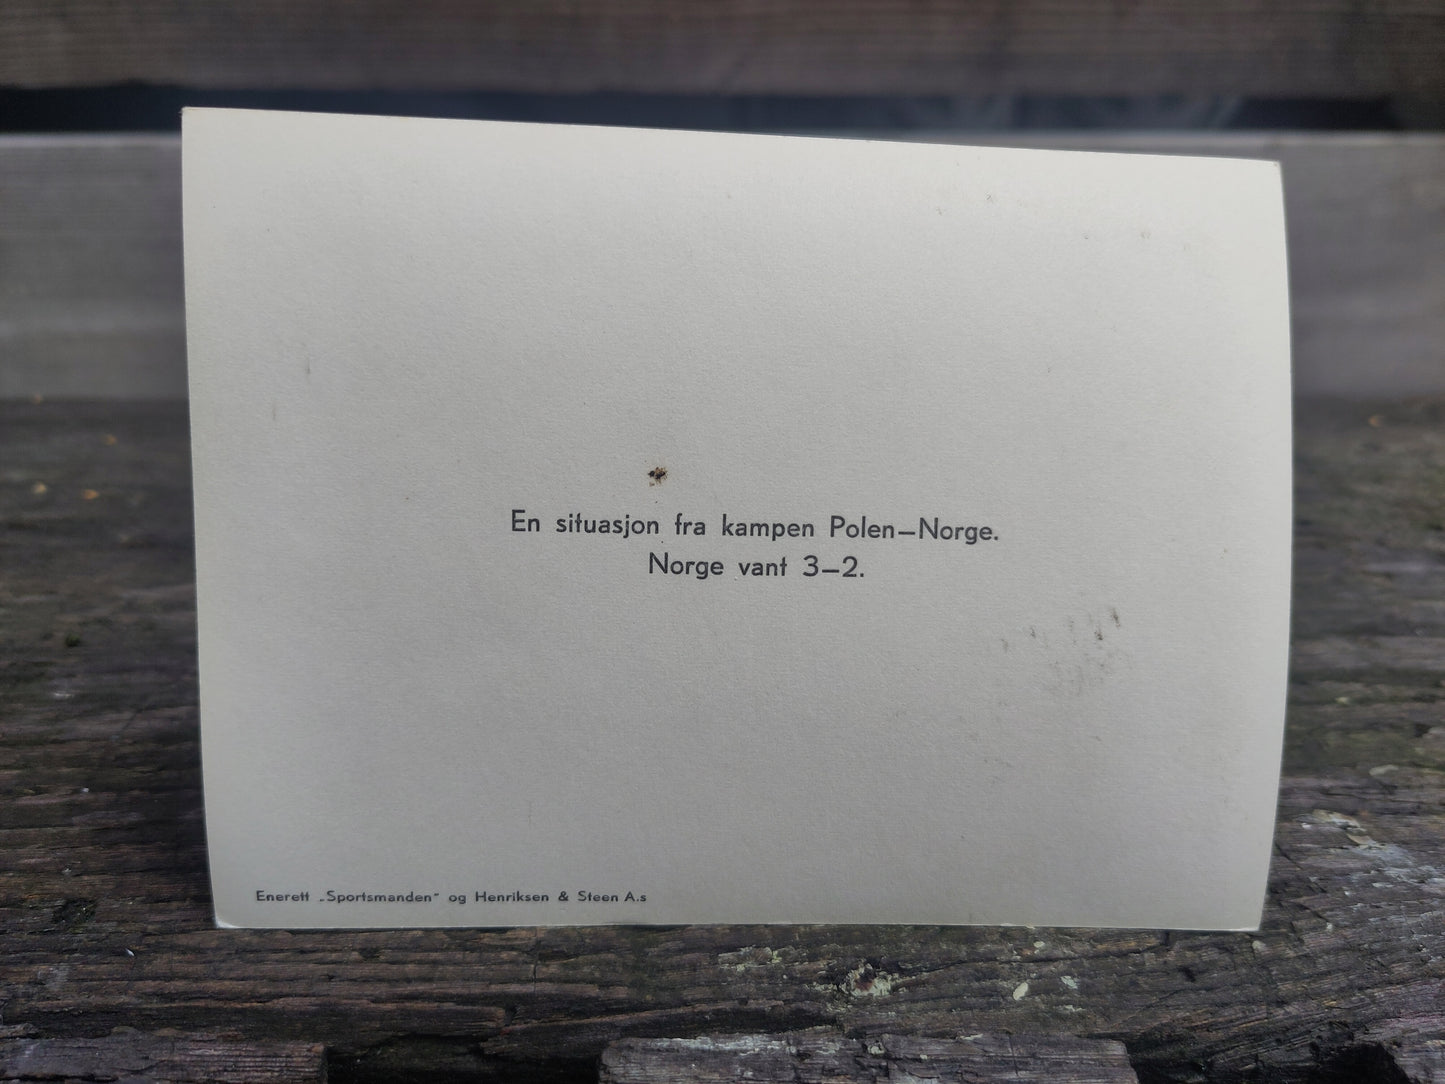 En situasjon fra kampen Polen—Norge.
Norge vant 3—2.
Enerett „Sportsmanden" og Henriksen & Steen A.s